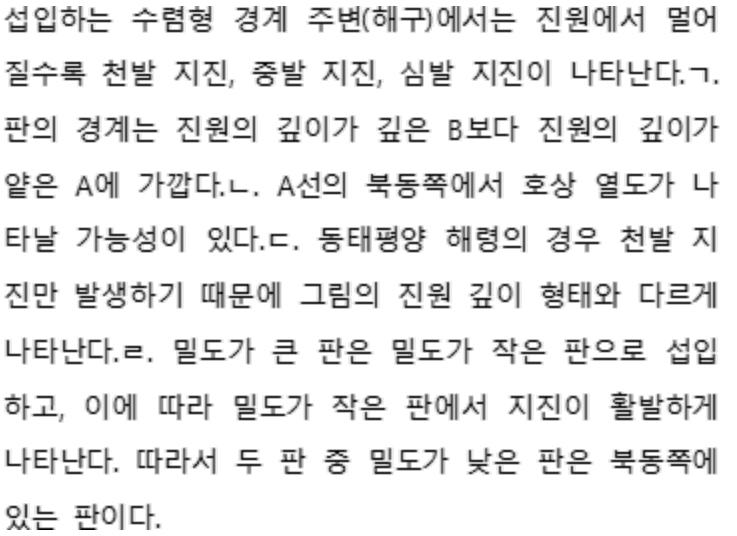 섭입하는 수렴형 경계 주변(해구)에서는 진원에서 멀어
질수록 천발 지진, 중발 지진, 심발 지진이 나타난다.ㄱ.
판의 경계는 진원의 깊이가 깊은 B보다 진원의 깊이가
얕은 A에 가깝다.ㄴ. A선의 북동쪽에서 호상 열도가 나
타날 가능성이 있다.ㄷ. 동태평양 해령의 경우 천발 지
진만 발생하기 때문에 그림의 진원 깊이 형태와 다르게
나타난다.ㄹ. 밀도가 큰 판은 밀도가 작은 판으로 섭입
하고, 이에 따라 밀도가 작은 판에서 지진이 활발하게
나타난다. 따라서 두 판 중 밀도가 낮은 판은 북동쪽에
있는 판이다.